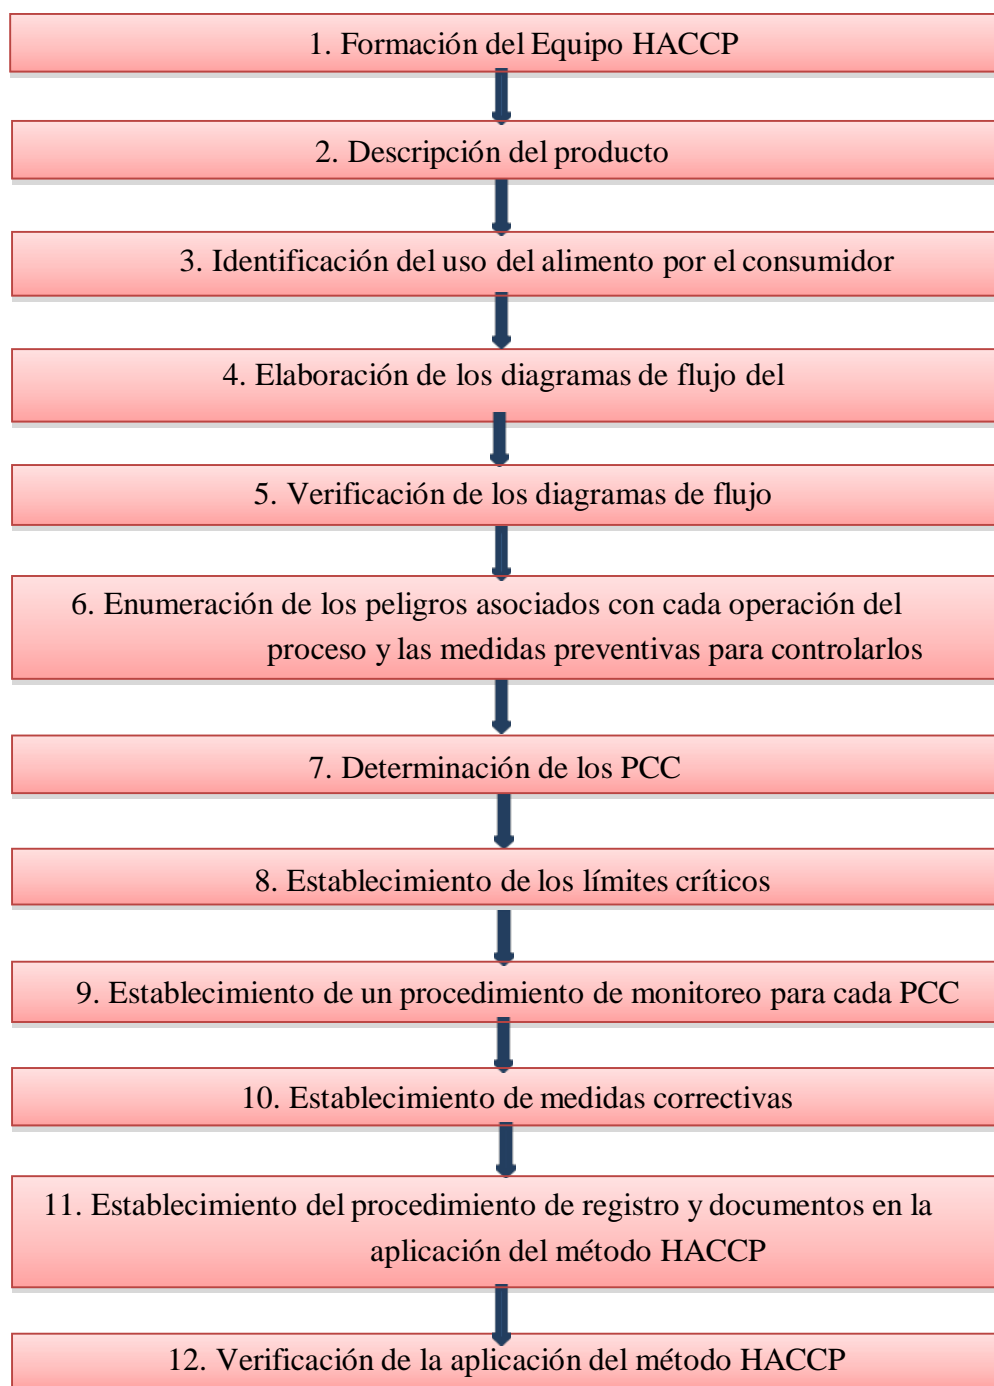 1. Formación del Equipo HACCP
2. Descripción del producto
3. Identificación del uso del alimento por el consumidor
4. Elaboración de los diagramas de flujo del
5. Verificación de los diagramas de flujo
6. Enumeración de los peligros asociados con cada operación del
proceso y las medidas preventivas para controlarlos
7. Determinación de los PCC
8. Establecimiento de los límites críticos
9. Establecimiento de un procedimiento de monitoreo para cada PCC
10. Establecimiento de medidas correctivas
11. Establecimiento del procedimiento de registro y documentos en la
aplicación del método HACCP
12. Verificación de la aplicación del método HACCP